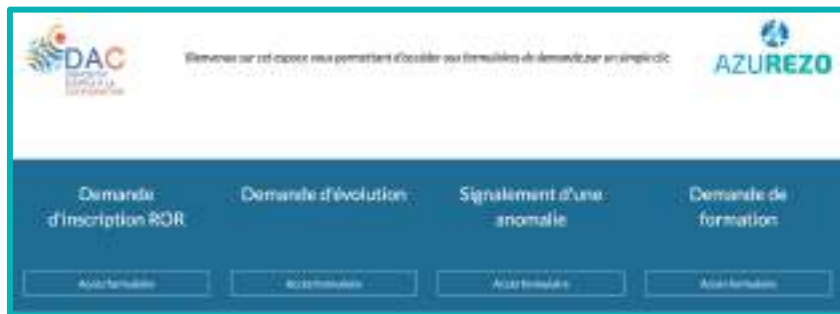 DAC
Bienvenue sur cet espace vous permettant d'accéder aux formulaires de demande par un simple clic
AZUREZO
Demande d'inscription ROR
Demande d'évolution
Signalement d'une anomalie
Demande de formation
Accès formulaire
Accès formulaire
Accès formulaire
Accès formulaire